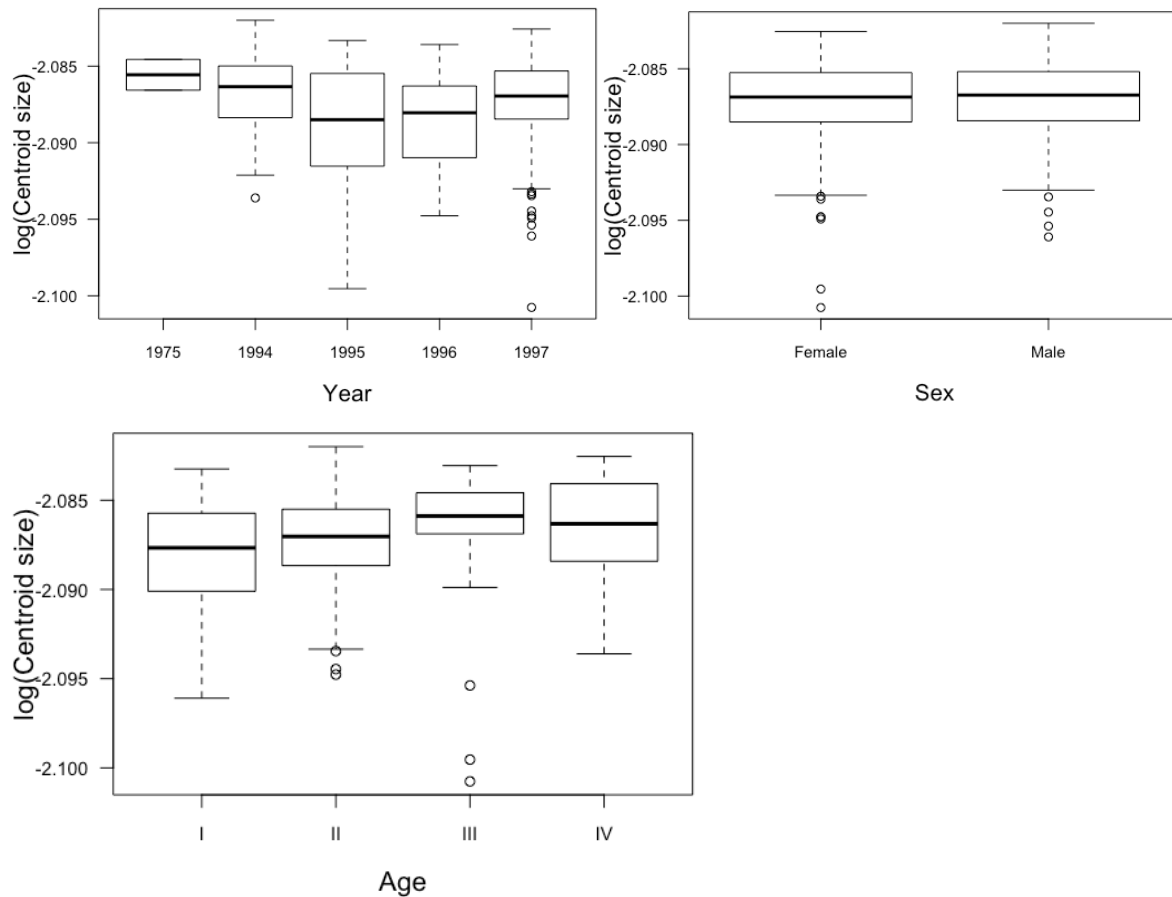 log(Centroid size)
-2.085
-2.090
-2.095
-2.100
1975 1994 1995 1996 1997
Year
log(Centroid size)
-2.085
-2.090
-2.095
-2.100
Female Male
Sex
log(Centroid size)
-2.085
-2.090
-2.095
-2.100
I II III IV
Age